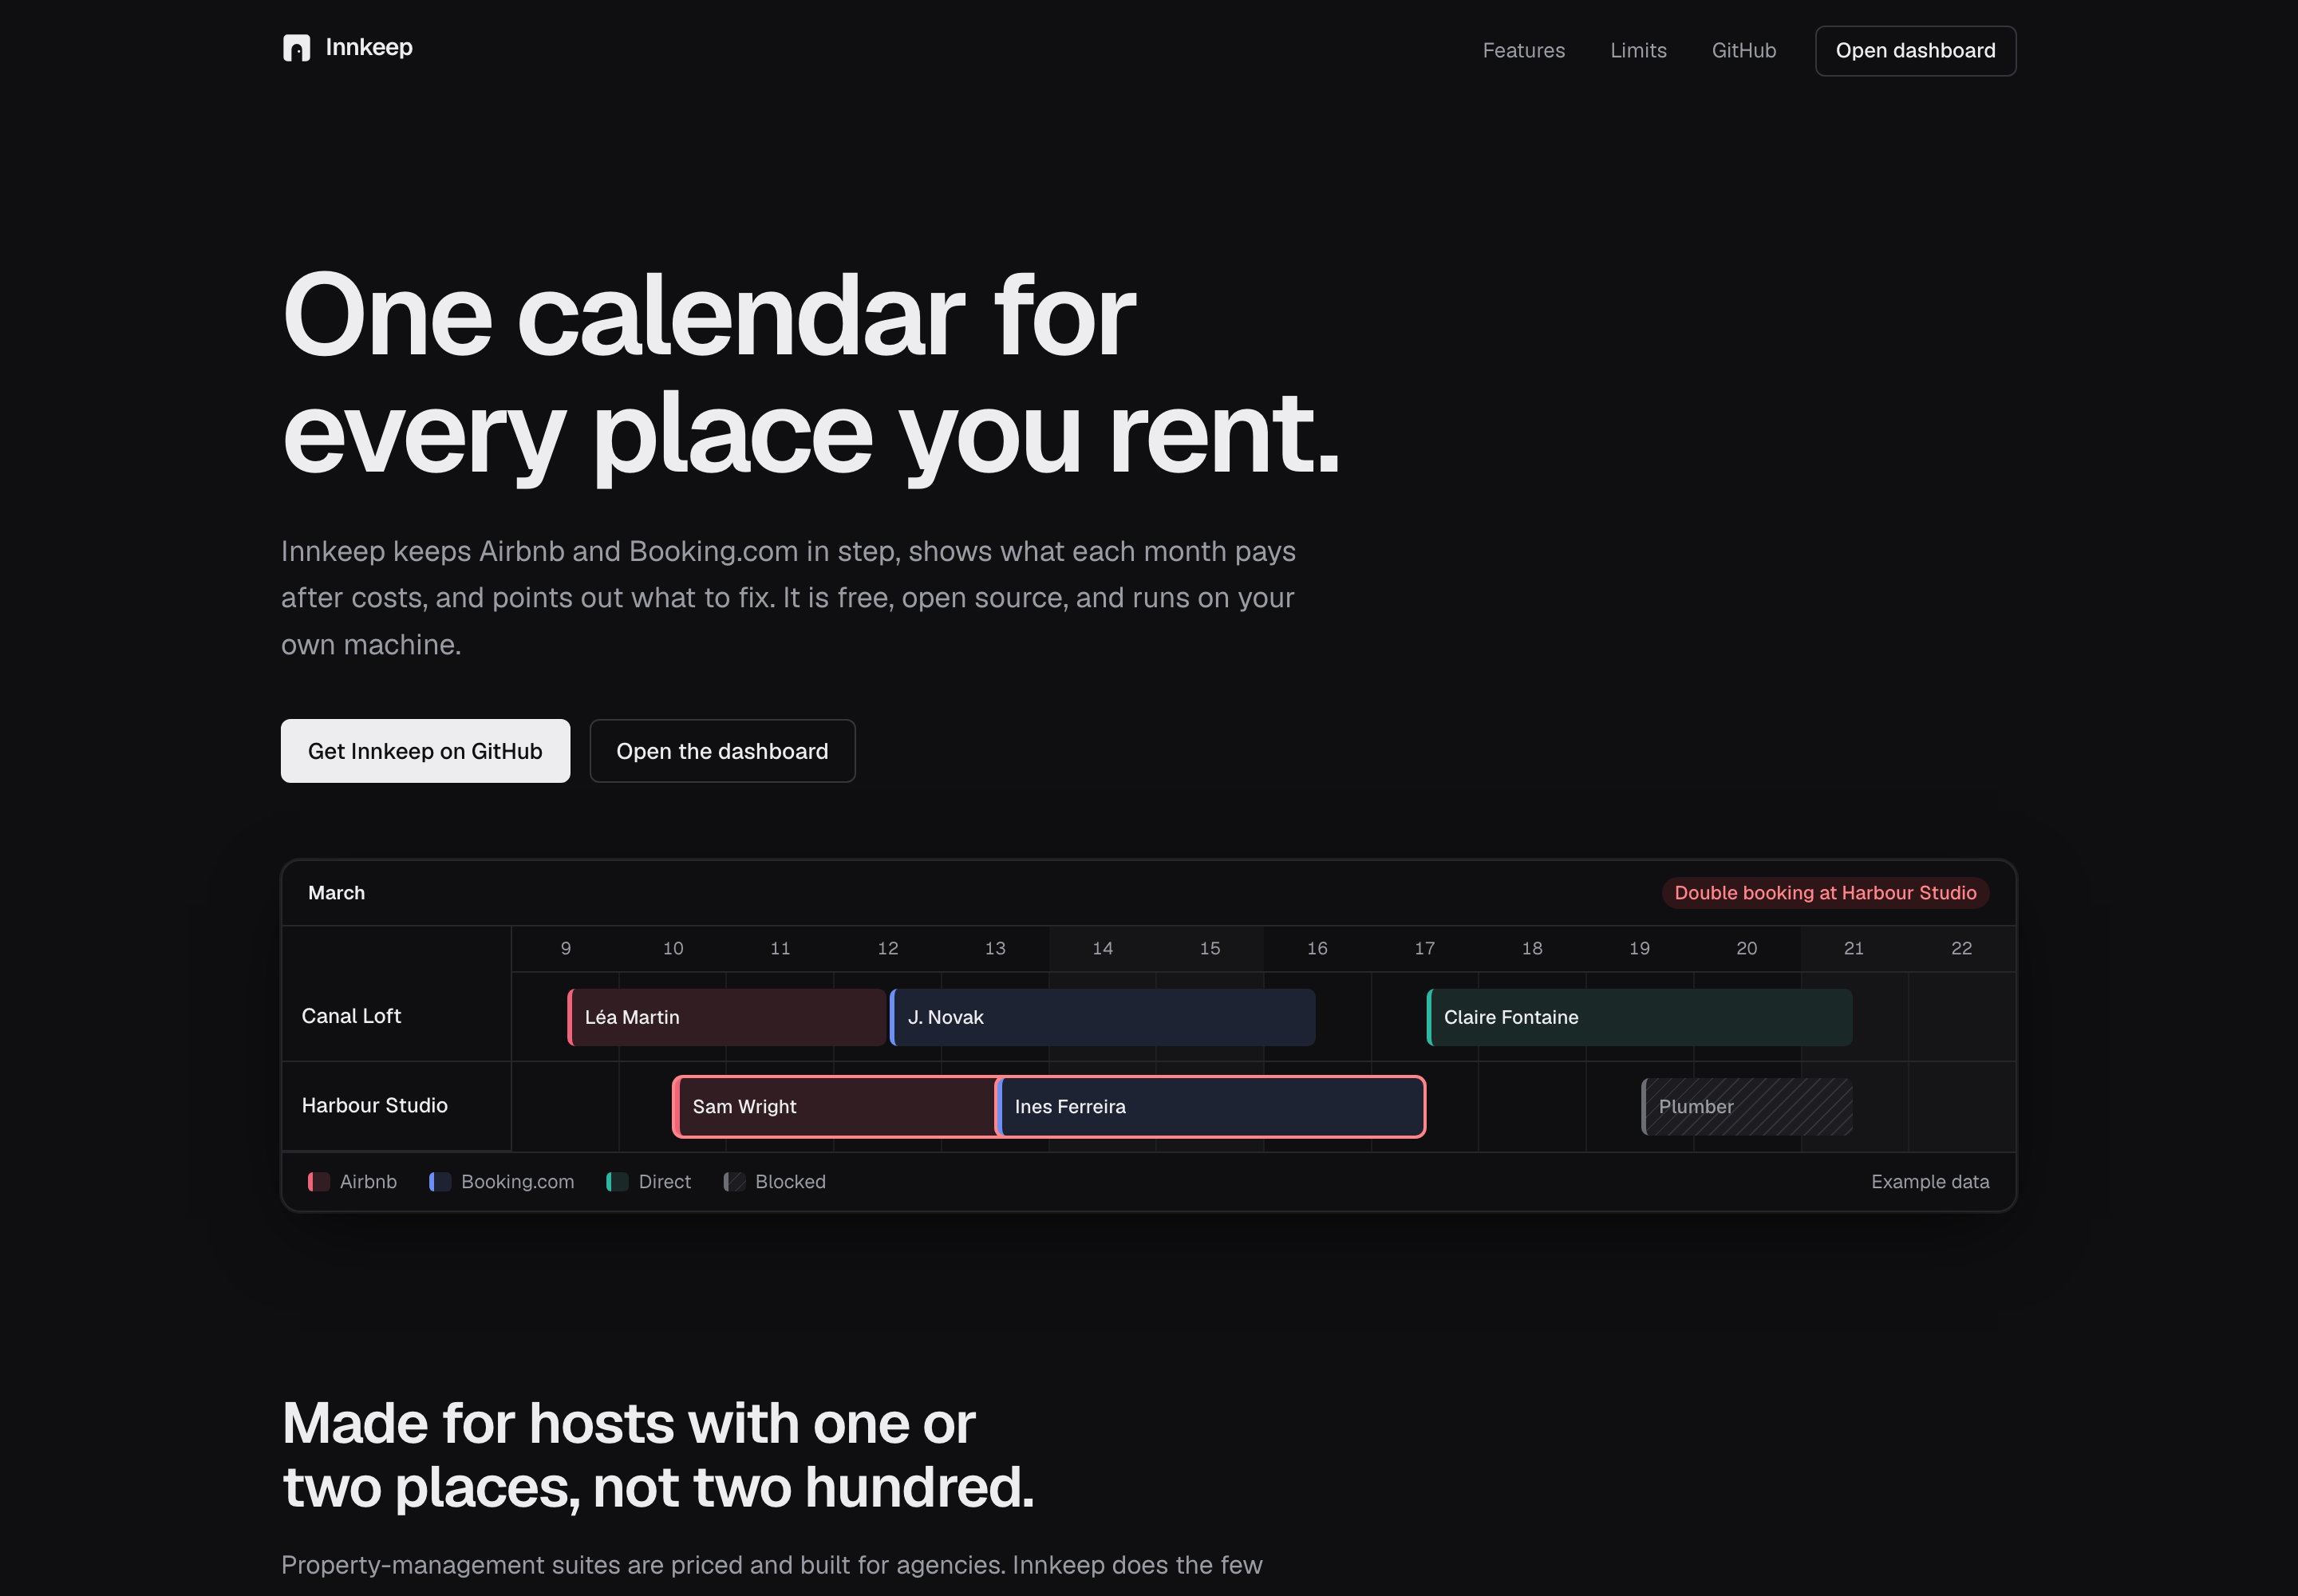 Innkeep
Features
Limits
GitHub
Open dashboard
One calendar for
every place you rent.
Innkeep keeps Airbnb and Booking.com in step, shows what each month pays
after costs, and points out what to fix. It is free, open source, and runs on your
own machine.
Get Innkeep on GitHub
Open the dashboard
March
Double booking at Harbour Studio
9 10 11 12 13 14 15 16 17 18 19 20 21 22
Canal Loft
Léa Martin
J. Novak
Claire Fontaine
Harbour Studio
Sam Wright
Ines Ferreira
Plumber
Airbnb
Booking.com
Direct
Blocked
Example data
Made for hosts with one or
two places, not two hundred.
Property-management suites are priced and built for agencies. Innkeep does the few